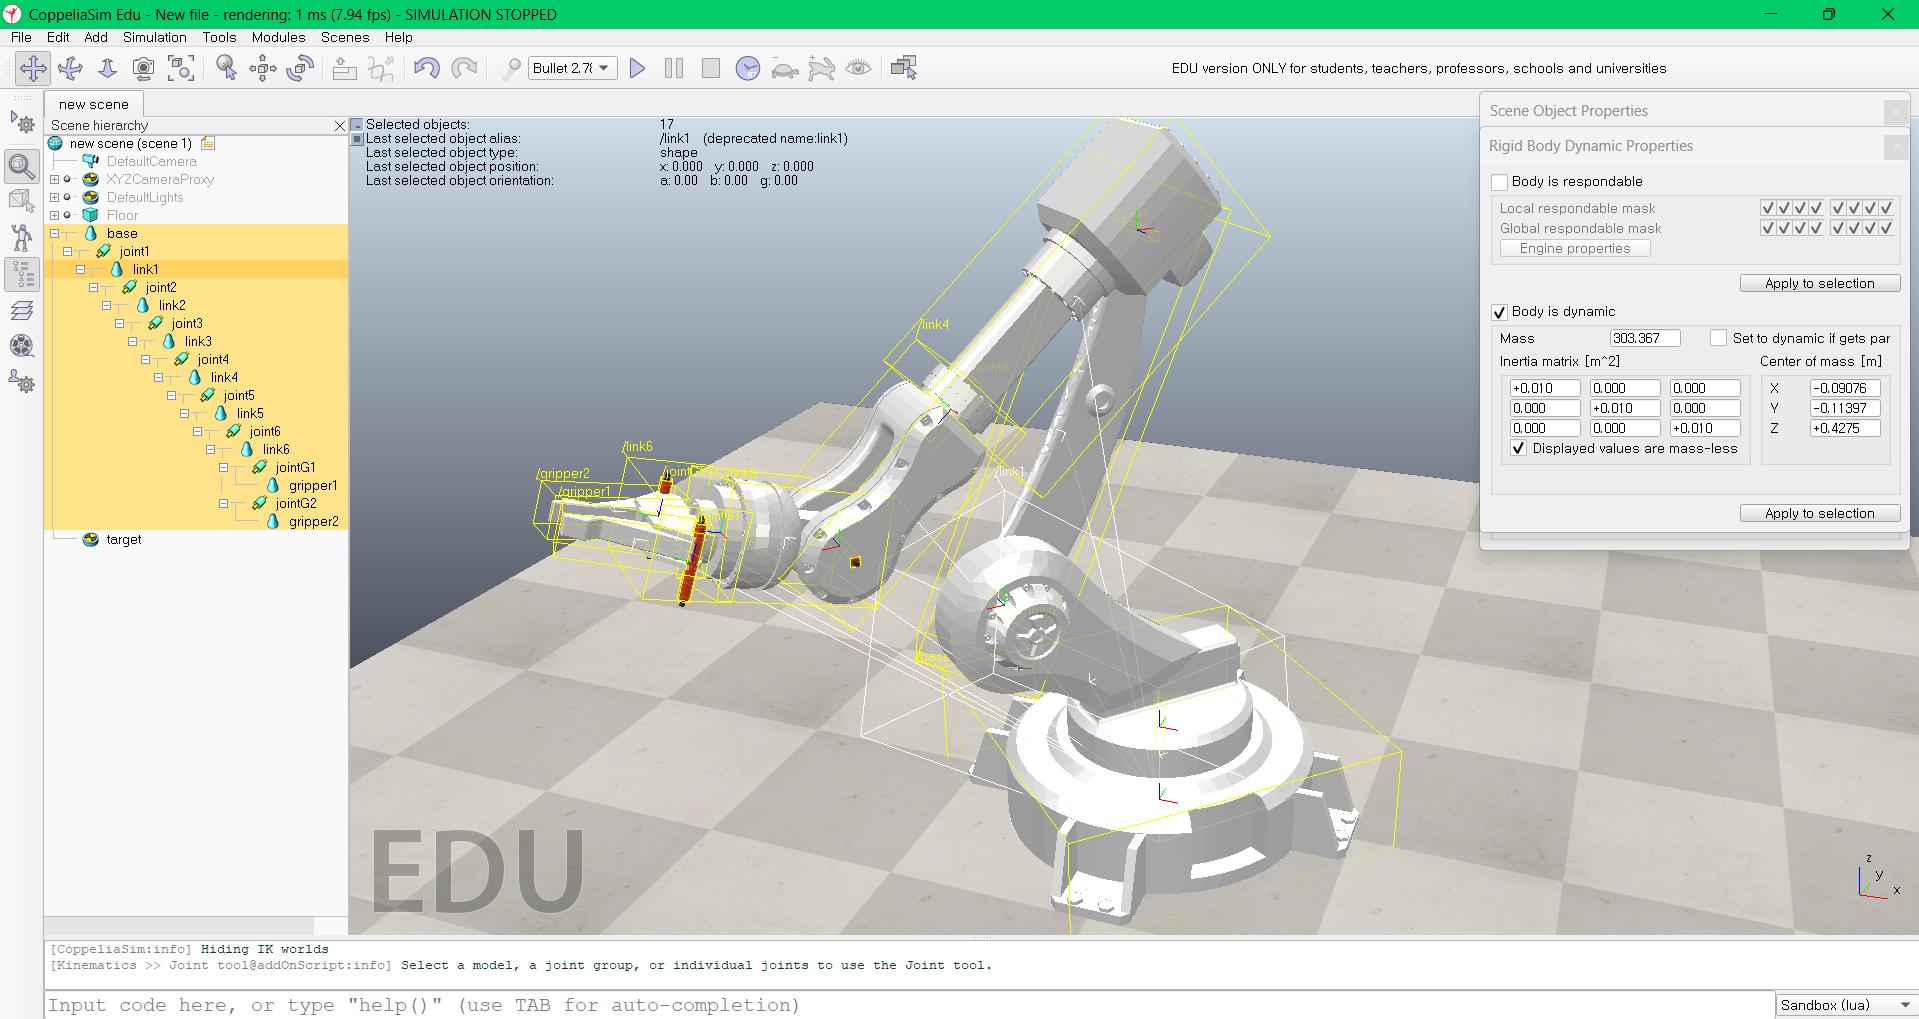 CoppeliaSim Edu - New file - rendering: 1 ms (7.94 fps) - SIMULATION STOPPED
File Edit Add Simulation Tools Modules Scenes Help
Bullet 2.78
EDU version ONLY for students, teachers, professors, schools and universities
new scene
Scene hierarchy
new scene (scene 1)
DefaultCamera
XYZCameraProxy
DefaultLights
Floor
base
joint1
link1
joint2
link2
joint3
link3
joint4
link4
joint5
link5
joint6
link6
jointG1
gripper1
jointG2
gripper2
target
Selected objects: 17
Last selected object alias: /link1 (deprecated name:link1)
Last selected object type: shape
Last selected object position: x: 0.000 y: 0.000 z: 0.000
Last selected object orientation: a: 0.00 b: 0.00 g: 0.00
/link4
/joint4
/link6
/gripper2
/gripper1
/link1
/base
EDU
z
y
x
Scene Object Properties
Rigid Body Dynamic Properties
Body is respondable
Local respondable mask
Global respondable mask
Engine properties
Apply to selection
Body is dynamic
Mass 303.367 Set to dynamic if gets par
Inertia matrix [m^2] Center of mass [m]
+0.010 0.000 0.000 X -0.09076
0.000 +0.010 0.000 Y -0.11397
0.000 0.000 +0.010 Z +0.4275
Displayed values are mass-less
Apply to selection
[CoppeliaSim:info] Hiding IK worlds
[Kinematics >> Joint tool@addOnScript:info] Select a model, a joint group, or individual joints to use the Joint tool.
Input code here, or type "help()" (use TAB for auto-completion)
Sandbox (lua)